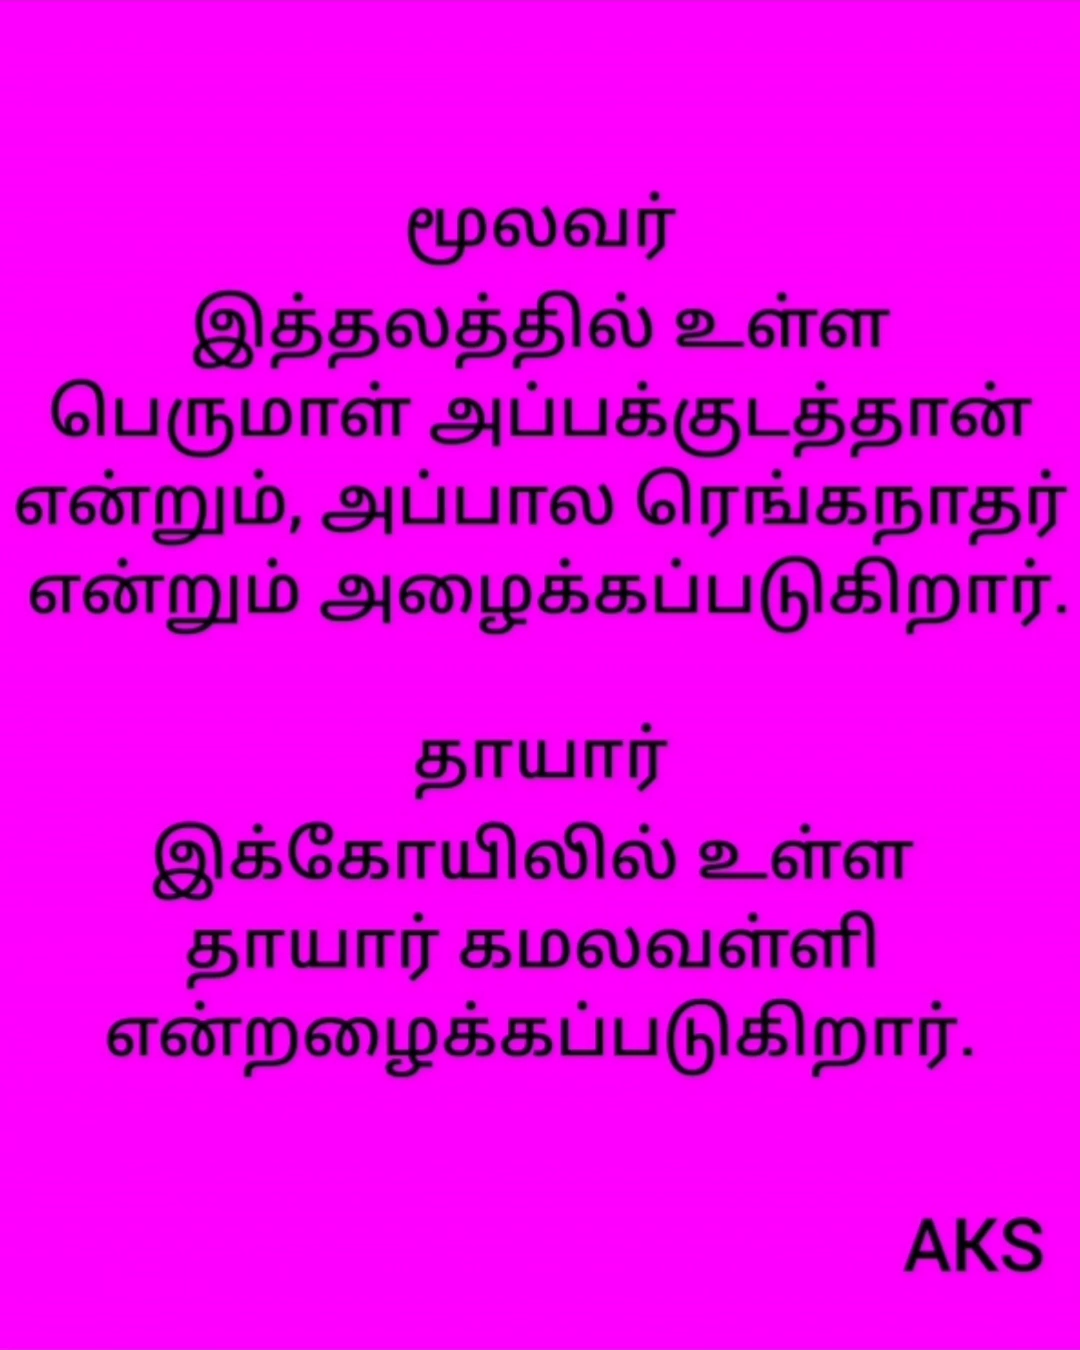 மூலவர்
இத்தலத்தில் உள்ள
பெருமாள் அப்பக்குடத்தான்
என்றும், அப்பால ரெங்கநாதர்
என்றும் அழைக்கப்படுகிறார்.
தாயார்
இக்கோயிலில் உள்ள
தாயார் கமலவள்ளி
என்றழைக்கப்படுகிறார்.
AKS